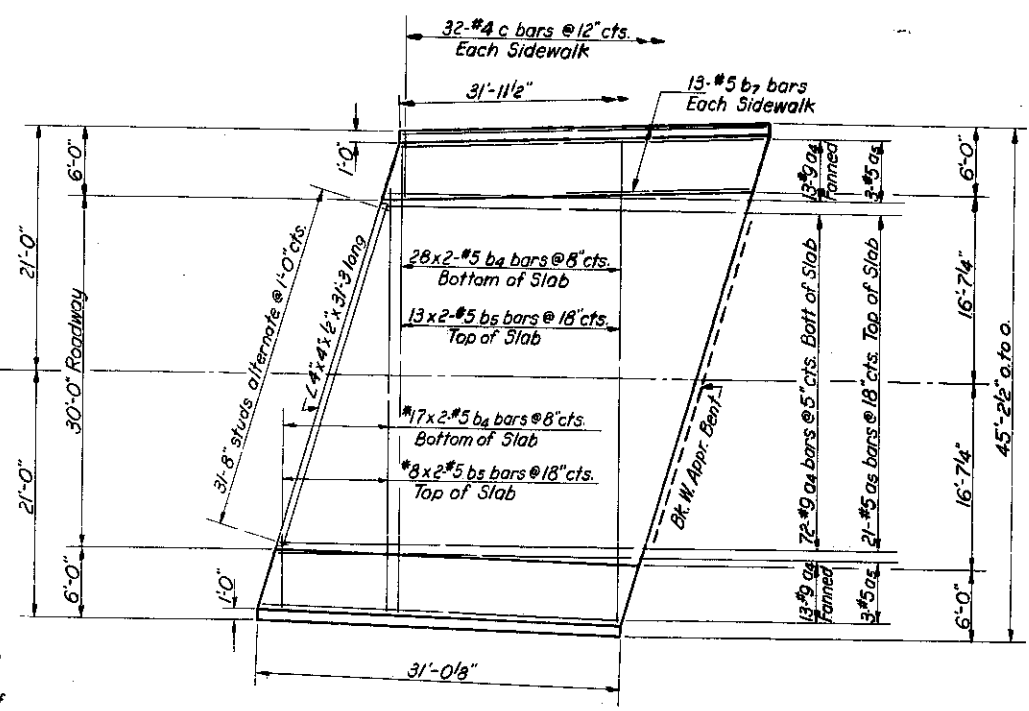 32-#4 c bars @ 12" cts.
Each Sidewalk
31'-11½"
13-#5 b7 bars
Each Sidewalk
6'-0"
1'-0"
13-#9 a4
Fanned
3-#5 a5
6'-0"
21'-0"
30'-0" Roadway
31-8" studs alternate @ 1'-0" cts.
L 4"x4"x½"x31'-3 long
28x2-#5 b4 bars @ 8" cts.
Bottom of Slab
13x2-#5 b5 bars @ 18" cts.
Top of Slab
72-#9 a4 bars @ 5" cts. Bott of Slab
21-#5 a5 bars @ 18" cts. Top of Slab
16'-7¼"
45'-2½" o. to o.
#17x2-#5 b4 bars @ 8" cts.
Bottom of Slab
#8x2-#5 b5 bars @ 18" cts.
Top of Slab
Bk. W. Appr. Bent
21'-0"
16'-7¼"
6'-0"
1'-0"
13-#9 a4
Fanned
3-#5 a5
6'-0"
31'-0⅛"